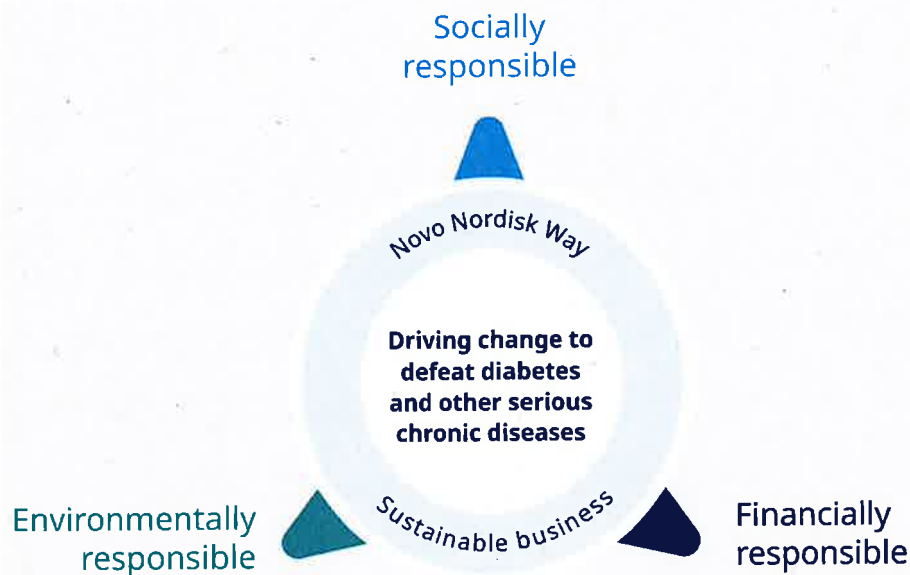 Socially
responsible
Novo Nordisk Way
Driving change to
defeat diabetes
and other serious
chronic diseases
Sustainable business
Environmentally
responsible
Financially
responsible